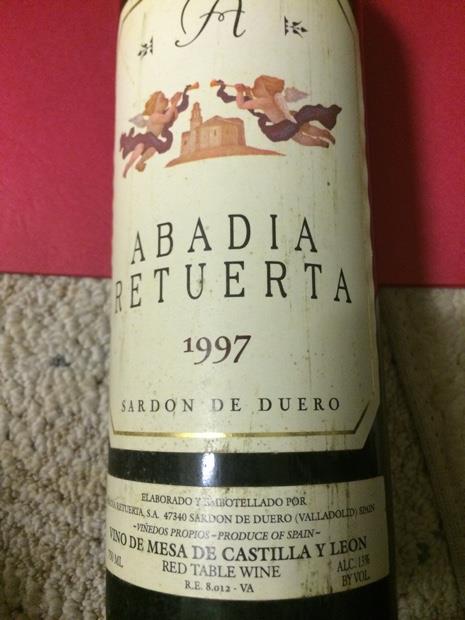 A
ABADIA
RETUERTA
1997
SARDON DE DUERO
ELABORADO Y EMBOTELLADO POR
RETUERTA, S.A. 47340 SARDON DE DUERO (VALLADOLID) SPAIN
~VIÑEDOS PROPIOS~PRODUCE OF SPAIN~
VINO DE MESA DE CASTILLA Y LEON
ML. RED TABLE WINE ALC. 13%
BY VOL.
R.E. 8.012 - VA